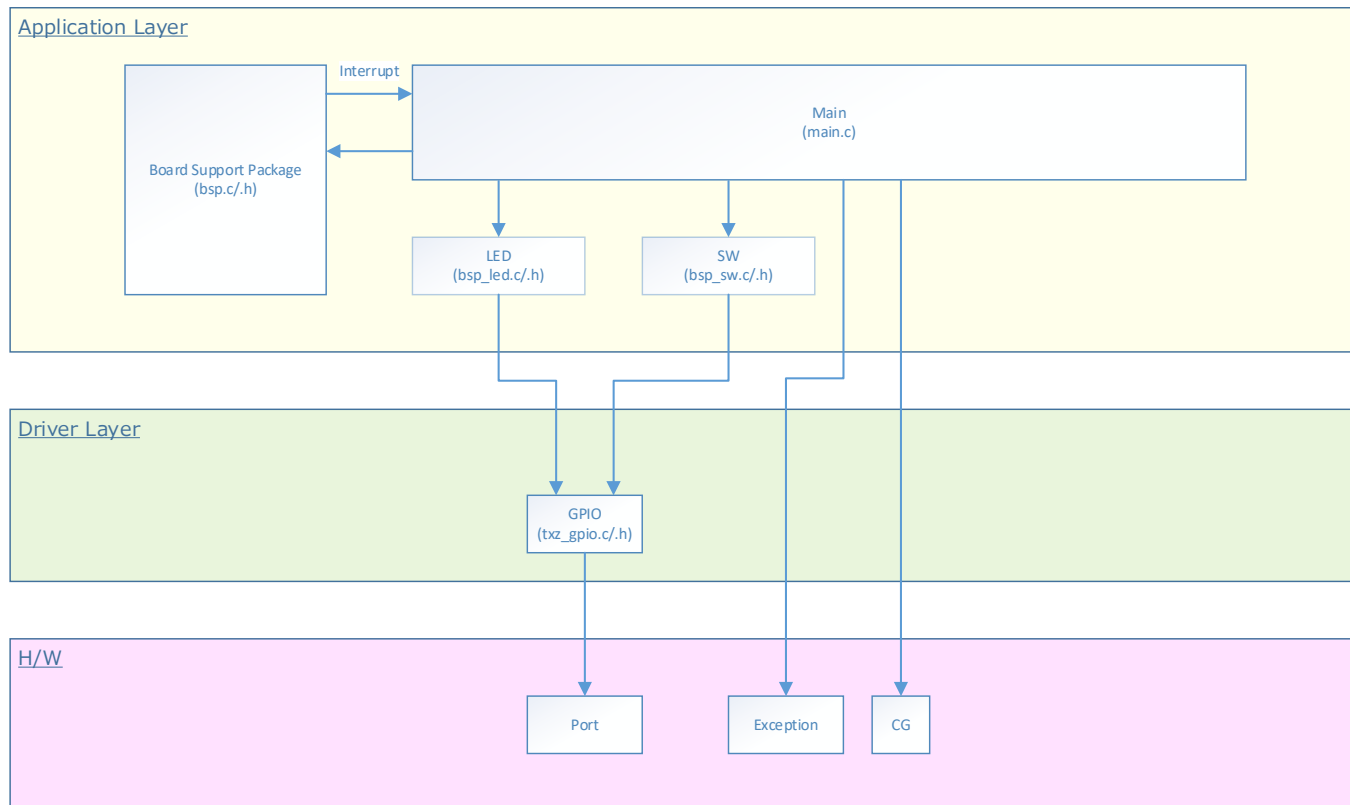 Application Layer
Interrupt
Main
(main.c)
Board Support Package
(bsp.c/.h)
LED
(bsp_led.c/.h)
SW
(bsp_sw.c/.h)
Driver Layer
GPIO
(txz_gpio.c/.h)
H/W
Port
Exception
CG